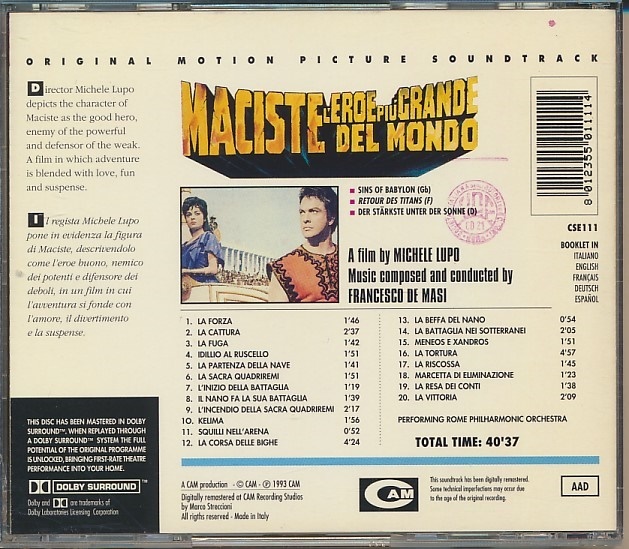 ORIGINAL MOTION PICTURE SOUNDTRACK
Director Michele Lupo
depicts the character of
Maciste as the good hero,
enemy of the powerful
and defensor of the weak.
A film in which adventure
is blended with love, fun
and suspense.
Il regista Michele Lupo
pone in evidenza la figura
di Maciste, descrivendolo
come l'eroe buono, nemico
dei potenti e difensore dei
deboli, in un film in cui
l'avventura si fonde con
l'amore, il divertimento
e la suspense.
MACISTE L'EROE PIU' GRANDE
DEL MONDO
SINS OF BABYLON (Gb)
RETOUR DES TITANS (F)
DER STÄRKSTE UNTER DER SONNE (D)
A film by MICHELE LUPO
Music composed and conducted by
FRANCESCO DE MASI
8 012355 011114
CSE111
BOOKLET IN
ITALIANO
ENGLISH
FRANÇAIS
DEUTSCH
ESPAÑOL
1. LA FORZA 1'46
2. LA CATTURA 2'37
3. LA FUGA 1'42
4. IDILLIO AL RUSCELLO 1'51
5. LA PARTENZA DELLA NAVE 1'41
6. LA SACRA QUADRIREMI 1'51
7. L'INIZIO DELLA BATTAGLIA 1'19
8. IL NANO FA LA SUA BATTAGLIA 1'39
9. L'INCENDIO DELLA SACRA QUADRIREMI 2'17
10. KELIMA 1'56
11. SQUILLI NELL'ARENA 0'52
12. LA CORSA DELLE BIGHE 4'24
13. LA BEFFA DEL NANO 0'54
14. LA BATTAGLIA NEI SOTTERRANEI 2'05
15. MENEOS E XANDROS 1'51
16. LA TORTURA 4'57
17. LA RISCOSSA 1'45
18. MARCETTA DI ELIMINAZIONE 1'23
19. LA RESA DEI CONTI 1'38
20. LA VITTORIA 2'09
PERFORMING ROME PHILARMONIC ORCHESTRA
TOTAL TIME: 40'37
THIS DISC HAS BEEN MASTERED IN DOLBY
SURROUND™, WHEN REPLAYED THROUGH
A DOLBY SURROUND™ SYSTEM THE FULL
POTENTIAL OF THE ORIGINAL PROGRAMME
IS UNLOCKED, BRINGING FIRST-RATE THEATRE
PERFORMANCE INTO YOUR HOME.
DOLBY SURROUND™
Dolby and are trademarks of
Dolby Laboratories Licensing Corporation
A CAM production - © CAM - ℗ 1993 CAM
Digitally remastered at CAM Recording Studios
by Marco Streccioni
All rigths reserved - Made in Italy
CAM
This soundtrack has been digitally remastered.
Some technical imperfections may occur due
to the age of the original recording.
AAD